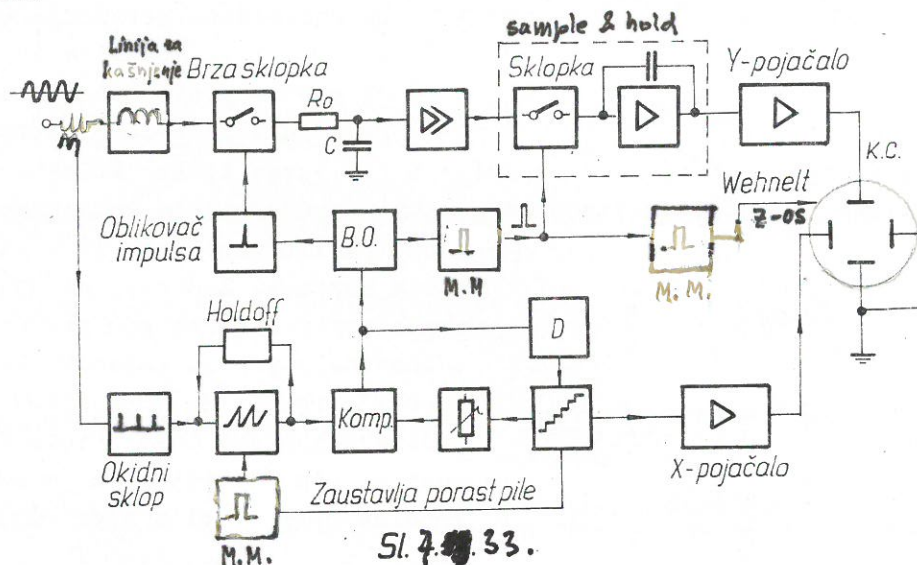 sample & hold
Linija za
kašnjenje
Brza sklopka
R₀
C
Sklopka
Y-pojačalo
K.C.
Wehnelt
Z-os
Oblikovač
impulsa
B.O.
M.M
M.M.
Holdoff
D
Komp.
Okidni
sklop
X-pojačalo
Zaustavlja porast pile
M.M.
Sl. 7. 33.